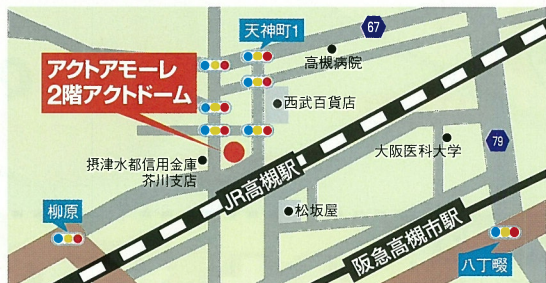 天神町1
67
高槻病院
アクトアモーレ
2階アクトドーム
西武百貨店
79
大阪医科大学
摂津水都信用金庫
芥川支店
JR高槻駅
柳原
松坂屋
阪急高槻市駅
八丁畷